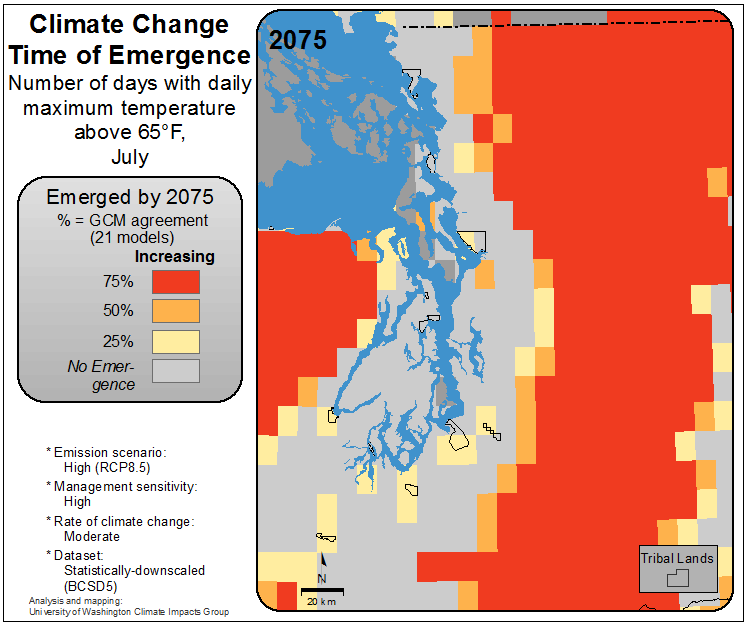 Climate Change
Time of Emergence
Number of days with daily
maximum temperature
above 65°F,
July
Emerged by 2075
% = GCM agreement
(21 models)
Increasing
75%
50%
25%
No Emer-
gence
* Emission scenario:
High (RCP8.5)
* Management sensitivity:
High
* Rate of climate change:
Moderate
* Dataset:
Statistically-downscaled
(BCSD5)
Analysis and mapping:
University of Washington Climate Impacts Group
2075
N
20 km
Tribal Lands